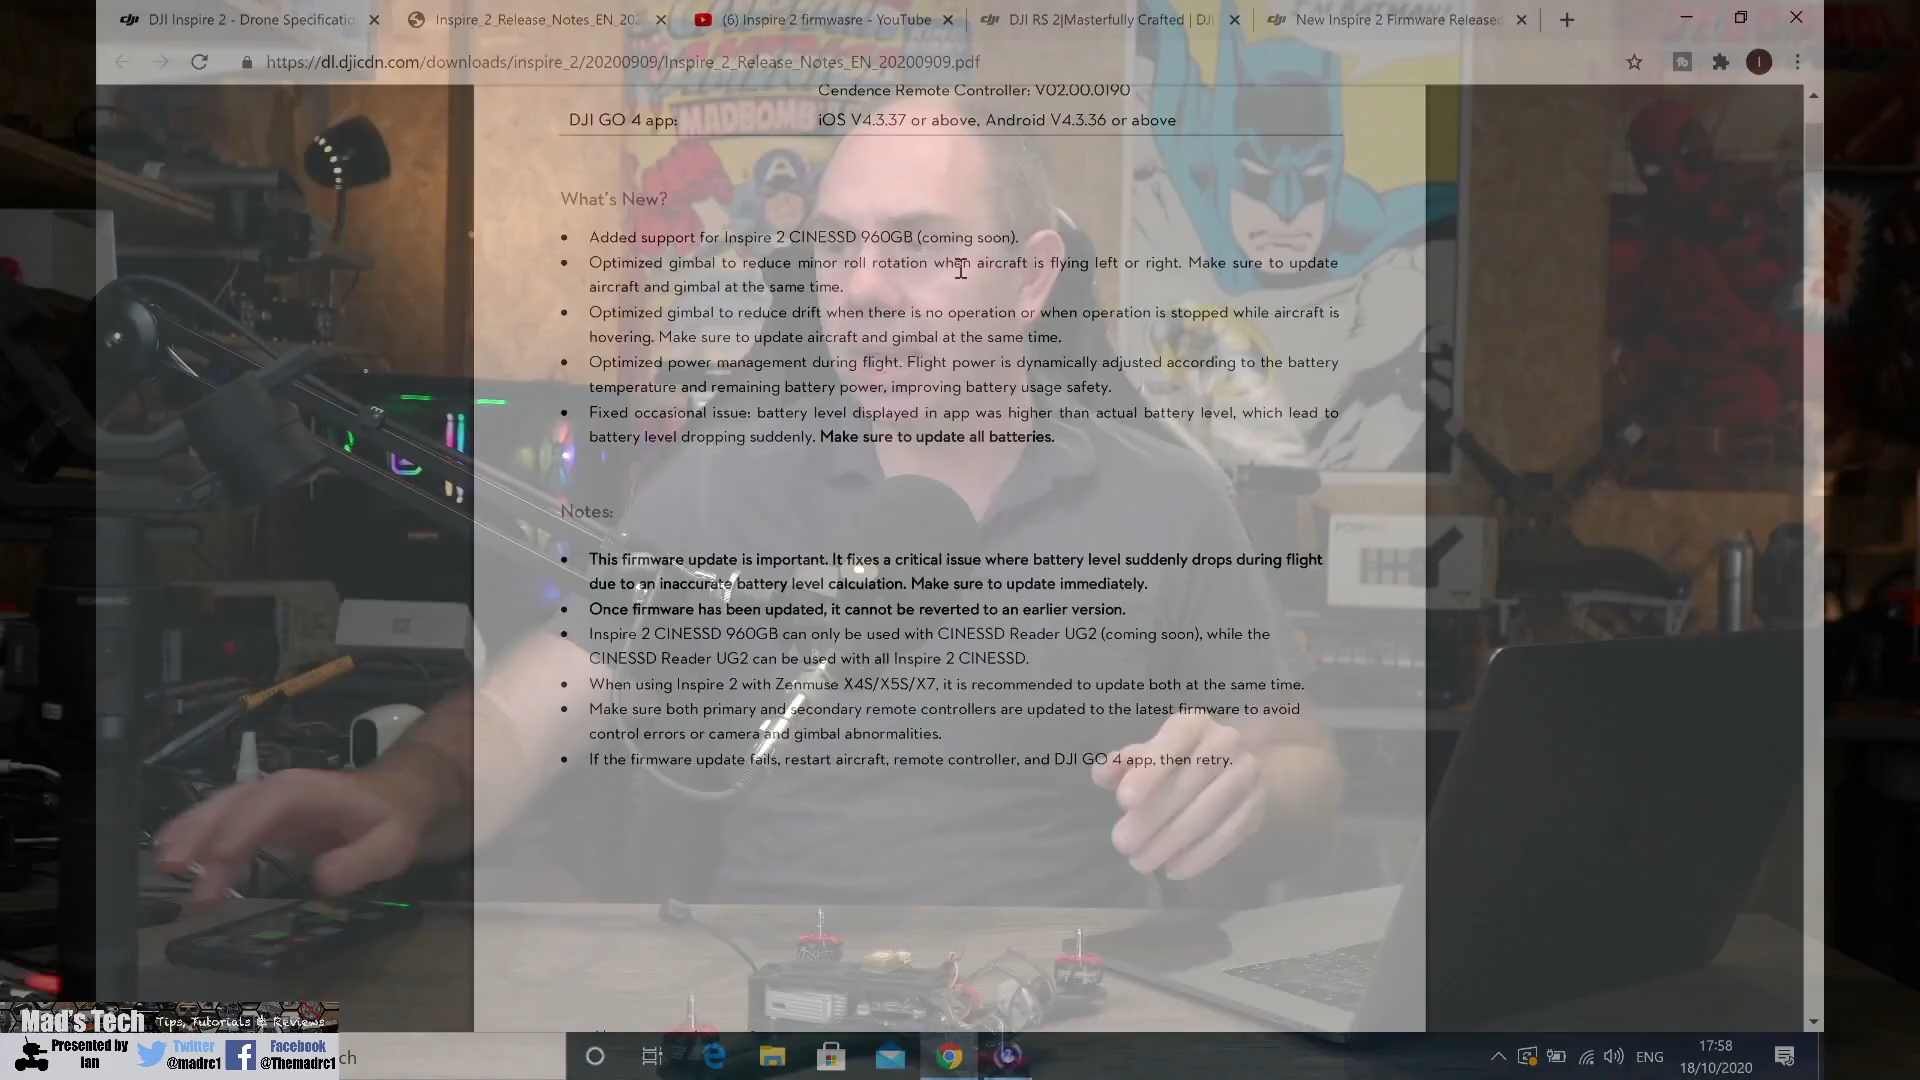 DJI Inspire 2 - Drone Specificatio
Inspire_2_Release_Notes_EN_202
(6) Inspire 2 firmwasre - YouTube
DJI RS 2|Masterfully Crafted | DJI
New Inspire 2 Firmware Released
https://dl.djicdn.com/downloads/inspire_2/20200909/Inspire_2_Release_Notes_EN_20200909.pdf
Cendence Remote Controller: V02.00.0190
DJI GO 4 app: iOS V4.3.37 or above, Android V4.3.36 or above
What's New?
• Added support for Inspire 2 CINESSD 960GB (coming soon).
• Optimized gimbal to reduce minor roll rotation when aircraft is flying left or right. Make sure to update
aircraft and gimbal at the same time.
• Optimized gimbal to reduce drift when there is no operation or when operation is stopped while aircraft is
hovering. Make sure to update aircraft and gimbal at the same time.
• Optimized power management during flight. Flight power is dynamically adjusted according to the battery
temperature and remaining battery power, improving battery usage safety.
• Fixed occasional issue: battery level displayed in app was higher than actual battery level, which lead to
battery level dropping suddenly. Make sure to update all batteries.
Notes:
• This firmware update is important. It fixes a critical issue where battery level suddenly drops during flight
due to an inaccurate battery level calculation. Make sure to update immediately.
• Once firmware has been updated, it cannot be reverted to an earlier version.
• Inspire 2 CINESSD 960GB can only be used with CINESSD Reader UG2 (coming soon), while the
CINESSD Reader UG2 can be used with all Inspire 2 CINESSD.
• When using Inspire 2 with Zenmuse X4S/X5S/X7, it is recommended to update both at the same time.
• Make sure both primary and secondary remote controllers are updated to the latest firmware to avoid
control errors or camera and gimbal abnormalities.
• If the firmware update fails, restart aircraft, remote controller, and DJI GO 4 app, then retry.
I'M BATMAN!
MADBOMB
Mad's Tech Tips, Tutorials & Reviews
Presented by
Ian
Twitter
@madrc1
Facebook
@Themadrc1
ch
ENG
17:58
18/10/2020